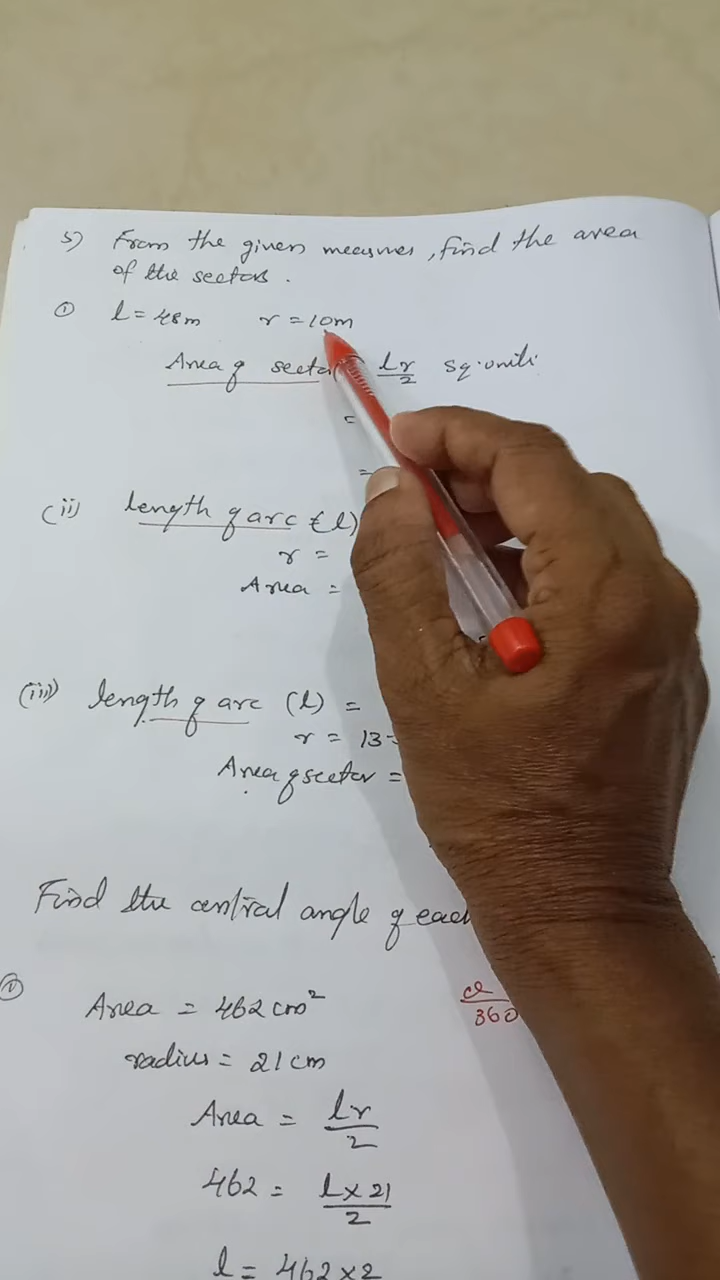 5) From the given measures, find the area
of the sectors.
① l = 48m r = 10m
Area of sector lr/2 sq.units
=
=
(ii) length of arc (l)
r =
Area =
(iii) length of arc (l) =
r = 13
Area of sector =
Find the central angle of each
Area = 462 cm²
360
radius = 21 cm
Area = lr/2
462 = l × 21/2
l = 462 × 2